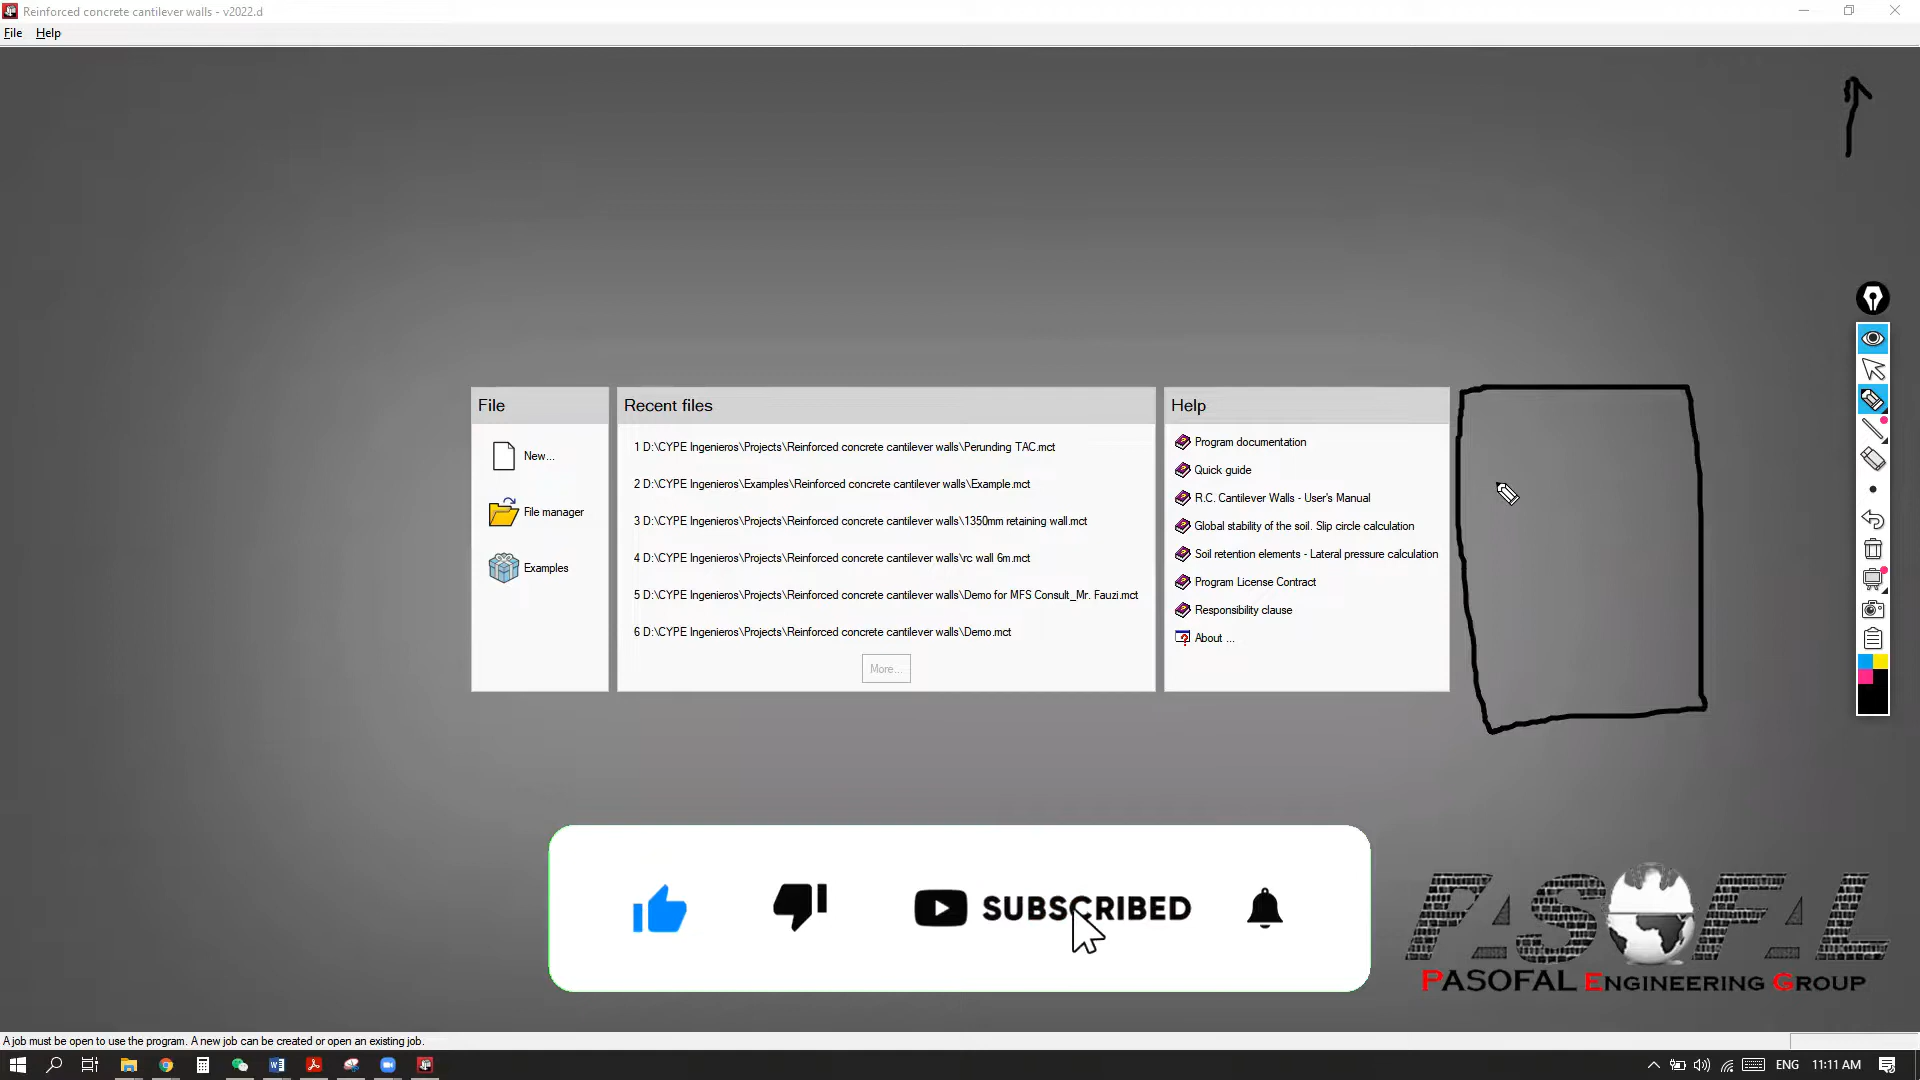 Reinforced concrete cantilever walls - v2022.d
File Help
File
New...
File manager
Examples
Recent files
1 D:\CYPE Ingenieros\Projects\Reinforced concrete cantilever walls\Perunding TAC.mct
2 D:\CYPE Ingenieros\Examples\Reinforced concrete cantilever walls\Example.mct
3 D:\CYPE Ingenieros\Projects\Reinforced concrete cantilever walls\1350mm retaining wall.mct
4 D:\CYPE Ingenieros\Projects\Reinforced concrete cantilever walls\rc wall 6m.mct
5 D:\CYPE Ingenieros\Projects\Reinforced concrete cantilever walls\Demo for MFS Consult_Mr. Fauzi.mct
6 D:\CYPE Ingenieros\Projects\Reinforced concrete cantilever walls\Demo.mct
More...
Help
Program documentation
Quick guide
R.C. Cantilever Walls - User's Manual
Global stability of the soil. Slip circle calculation
Soil retention elements - Lateral pressure calculation
Program License Contract
Responsibility clause
About ...
SUBSCRIBED
PASOFAL
PASOFAL ENGINEERING GROUP
A job must be open to use the program. A new job can be created or open an existing job.
ENG 11:11 AM